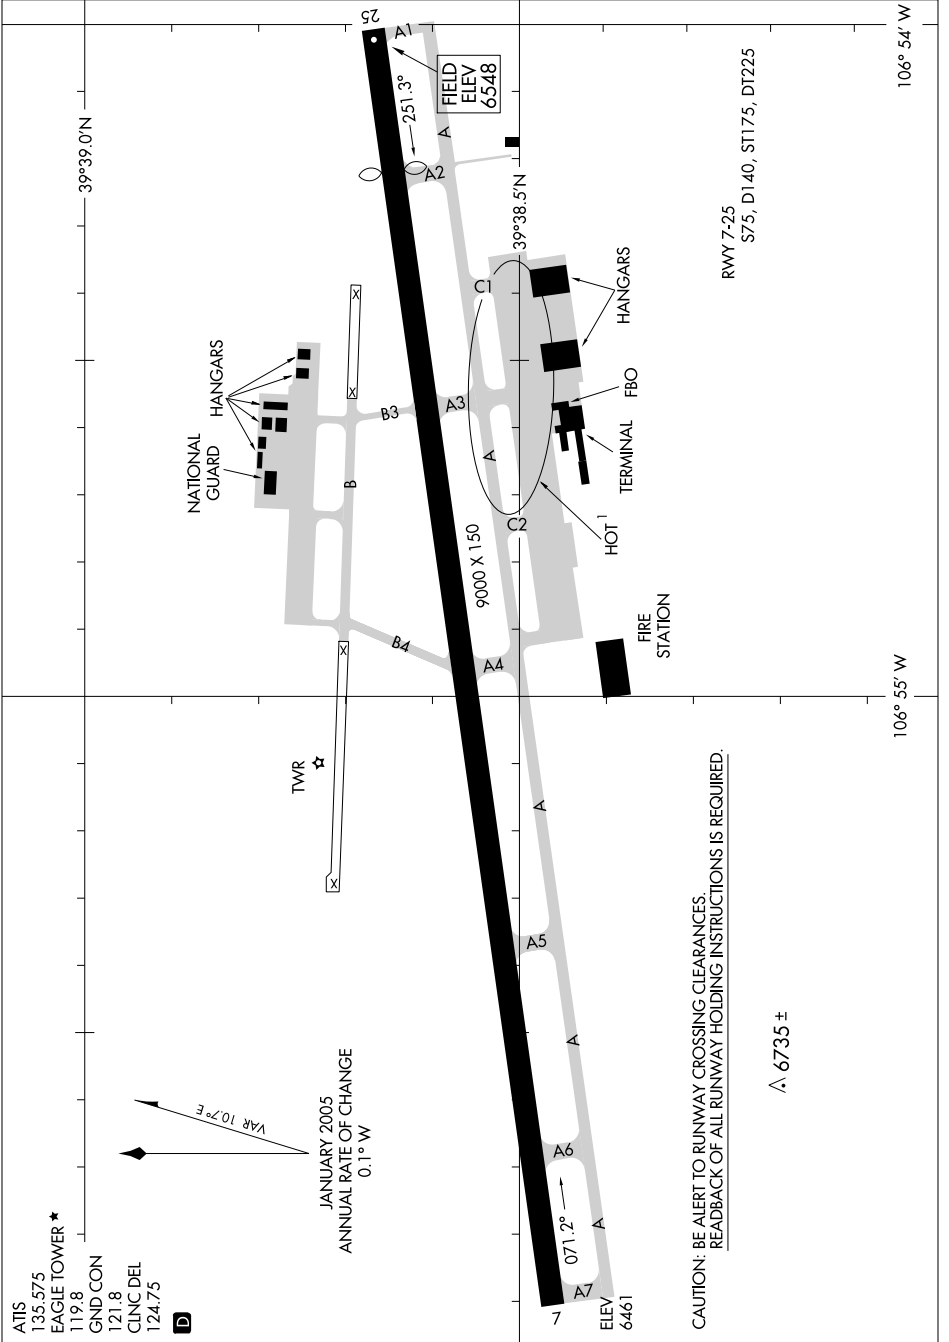 ATIS
135.575
EAGLE TOWER ★
119.8
GND CON
121.8
CLNC DEL
124.75
D
JANUARY 2005
ANNUAL RATE OF CHANGE
0.1° W
VAR 10.7° E
39°39.0'N
TWR
NATIONAL
GUARD
HANGARS
X
X
X
X
B
B3
B4
7
ELEV
6461
071.2°
A7
A6
A5
A4
A3
A2
A1
A
A
A
A
A
9000 X 150
25
251.3°
FIELD
ELEV
6548
39°38.5'N
C1
C2
HOT 1
TERMINAL
FBO
HANGARS
FIRE
STATION
RWY 7-25
S75, D140, ST175, DT225
CAUTION: BE ALERT TO RUNWAY CROSSING CLEARANCES.
READBACK OF ALL RUNWAY HOLDING INSTRUCTIONS IS REQUIRED.
6735 ±
106° 55' W
106° 54' W